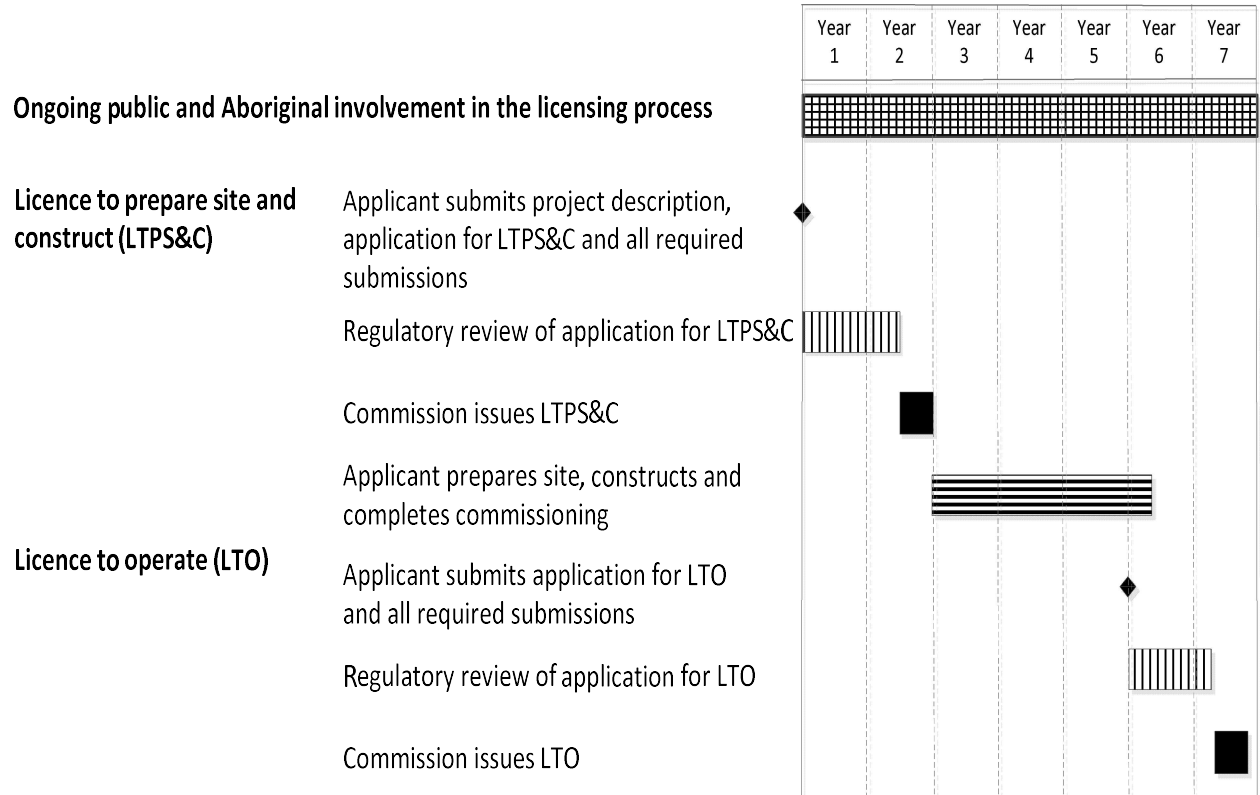 Year Year Year Year Year Year Year
1 2 3 4 5 6 7
Ongoing public and Aboriginal involvement in the licensing process
Licence to prepare site and
construct (LTPS&C)
Applicant submits project description,
application for LTPS&C and all required
submissions
Regulatory review of application for LTPS&C
Commission issues LTPS&C
Applicant prepares site, constructs and
completes commissioning
Licence to operate (LTO)
Applicant submits application for LTO
and all required submissions
Regulatory review of application for LTO
Commission issues LTO